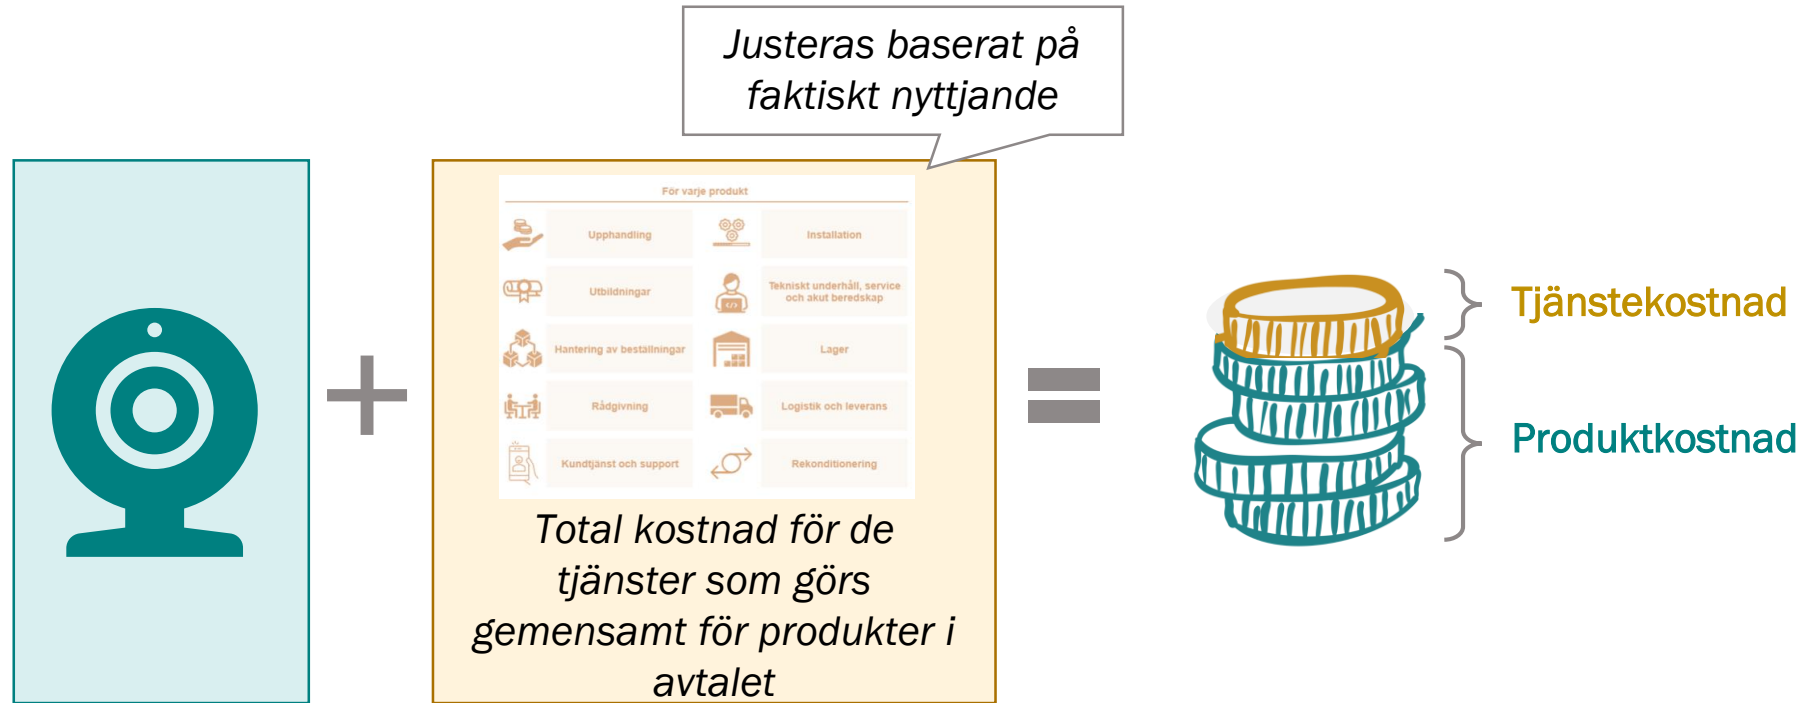 Justeras baserat på
faktiskt nyttjande
För varje produkt
Upphandling
Installation
Utbildningar
Tekniskt underhåll, service
och akut beredskap
Hantering av beställningar
Lager
Rådgivning
Logistik och leverans
Kundtjänst och support
Rekonditionering
Total kostnad för de
tjänster som görs
gemensamt för produkter i
avtalet
Tjänstekostnad
Produktkostnad